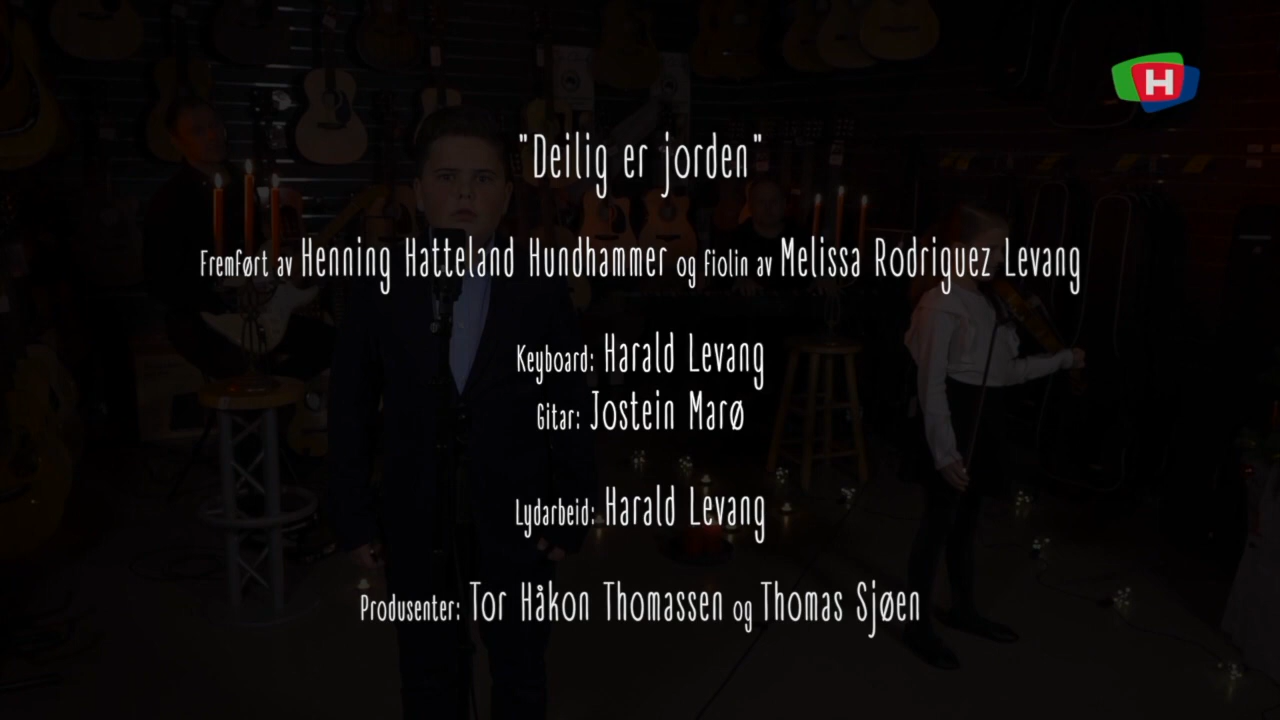 H
"Deilig er jorden"
Fremført av Henning Hatteland Hundhammer og fiolin av Melissa Rodriguez Levang
Keyboard: Harald Levang
Gitar: Jostein Marø
Lydarbeid: Harald Levang
Produsenter: Tor Håkon Thomassen og Thomas Sjøen